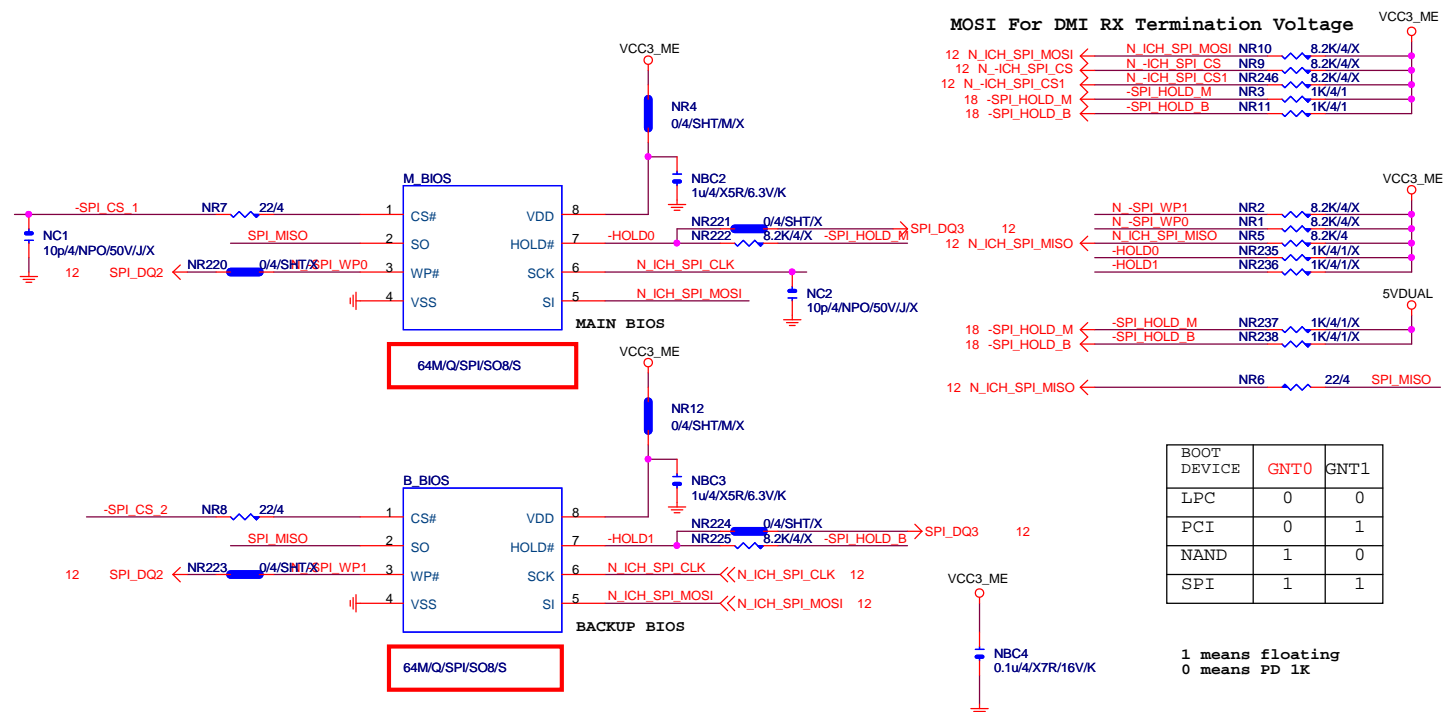 MOSI For DMI RX Termination Voltage
VCC3_ME
12 N_ICH_SPI_MOSI N_ICH_SPI_MOSI NR10 8.2K/4/X
12 N_-ICH_SPI_CS N_-ICH_SPI_CS NR9 8.2K/4/X
12 N_-ICH_SPI_CS1 N_-ICH_SPI_CS1 NR246 8.2K/4/X
18 -SPI_HOLD_M -SPI_HOLD_M NR3 1K/4/1
18 -SPI_HOLD_B -SPI_HOLD_B NR11 1K/4/1
VCC3_ME
NR4
0/4/SHT/M/X
NBC2
1u/4/X5R/6.3V/K
M_BIOS
-SPI_CS_1 NR7 22/4 1 CS# VDD 8
NC1
10p/4/NPO/50V/J/X
SPI_MISO 2 SO HOLD# 7 -HOLD0
NR221 0/4/SHT/X SPI_DQ3 12
NR222 8.2K/4/X -SPI_HOLD_M
12 SPI_DQ2 NR220 0/4/SHT/X N_-SPI_WP0 3 WP# SCK 6 N_ICH_SPI_CLK
4 VSS SI 5 N_ICH_SPI_MOSI
NC2
10p/4/NPO/50V/J/X
MAIN BIOS
64M/Q/SPI/SO8/S
VCC3_ME
N_-SPI_WP1 NR2 8.2K/4/X
N_-SPI_WP0 NR1 8.2K/4/X
12 N_ICH_SPI_MISO N_ICH_SPI_MISO NR5 8.2K/4
-HOLD0 NR235 1K/4/1/X
-HOLD1 NR236 1K/4/1/X
5VDUAL
18 -SPI_HOLD_M -SPI_HOLD_M NR237 1K/4/1/X
18 -SPI_HOLD_B -SPI_HOLD_B NR238 1K/4/1/X
12 N_ICH_SPI_MISO NR6 22/4 SPI_MISO
VCC3_ME
NR12
0/4/SHT/M/X
NBC3
1u/4/X5R/6.3V/K
B_BIOS
-SPI_CS_2 NR8 22/4 1 CS# VDD 8
SPI_MISO 2 SO HOLD# 7 -HOLD1
NR224 0/4/SHT/X SPI_DQ3 12
NR225 8.2K/4/X -SPI_HOLD_B
12 SPI_DQ2 NR223 0/4/SHT/X N_-SPI_WP1 3 WP# SCK 6 N_ICH_SPI_CLK N_ICH_SPI_CLK 12
4 VSS SI 5 N_ICH_SPI_MOSI N_ICH_SPI_MOSI 12
BACKUP BIOS
64M/Q/SPI/SO8/S
VCC3_ME
NBC4
0.1u/4/X7R/16V/K
BOOT
DEVICE GNT0 GNT1
LPC 0 0
PCI 0 1
NAND 1 0
SPI 1 1
1 means floating
0 means PD 1K